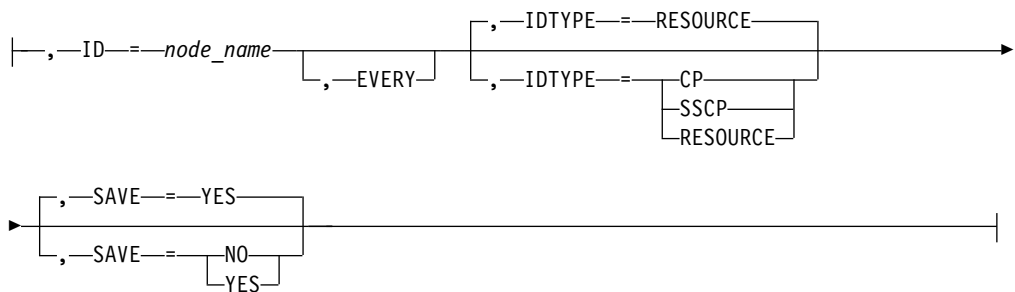 , IDTYPE = RESOURCE
, ID = node_name
, EVERY
, IDTYPE = CP
SSCP
RESOURCE
, SAVE = YES
, SAVE = NO
YES